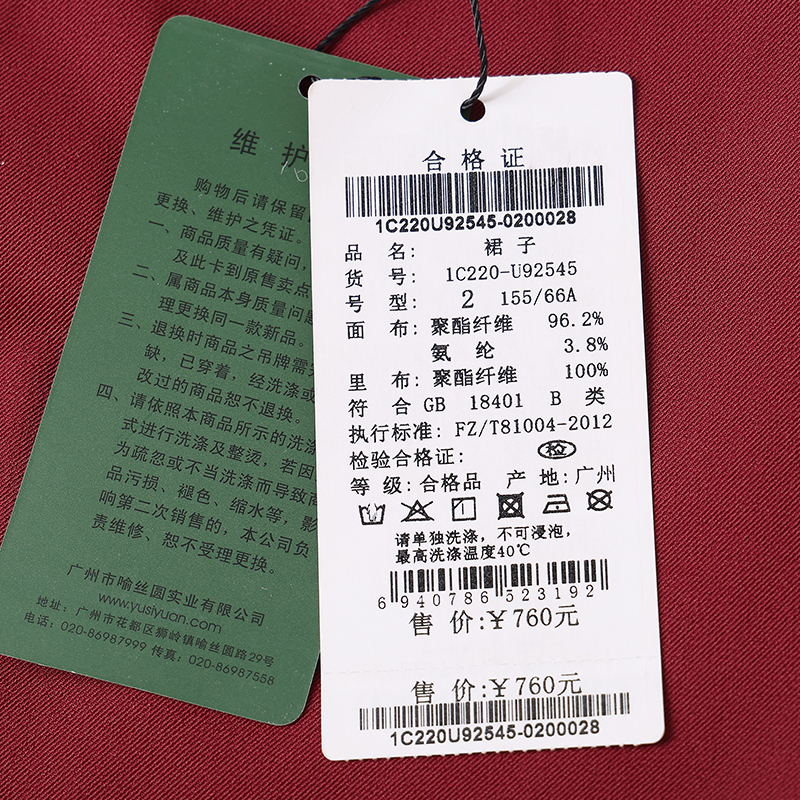 维 护
购物后请保留
更换、维护之凭证。
一、商品质量有疑问,
及此卡到原售卖点
二、属商品本身质量问题
理更换同一款新品。
三、退换时商品之吊牌需
缺,已穿着,经洗涤或
改过的商品恕不退换。
四、请依照本商品所示的洗涤
式进行洗涤及整烫,若因
为疏忽或不当洗涤而导致商
品污损、褪色、缩水等,影
响第二次销售的,本公司负
责维修、恕不受理更换。
广州市喻丝圆实业有限公司
www.yusiyuan.com
地址:广州市花都区狮岭镇喻丝圆路29号
电话:020-86987999 传真:020-86987558
合 格 证
1C220U92545-0200028
品 名: 裙子
货 号: 1C220-U92545
号 型: 2 155/66A
面 布:聚酯纤维 96.2%
氨 纶 3.8%
里 布:聚酯纤维 100%
符 合 GB 18401 B 类
执行标准: FZ/T81004-2012
检验合格证: 检
等 级:合格品 产 地:广州
请单独洗涤,不可浸泡,
最高洗涤温度40℃
6 940786 523192
售 价:¥760元
售 价:¥760元
1C220U92545-0200028